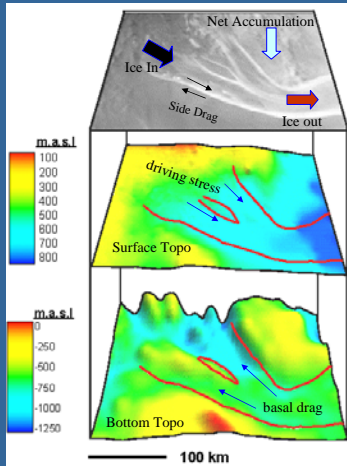 Net Accumulation
Ice In
Side Drag
Ice out
m.a.s.l
100
200
300
400
500
600
700
800
driving stress
Surface Topo
m.a.s.l
0
-250
-500
-750
-1000
-1250
basal drag
Bottom Topo
100 km